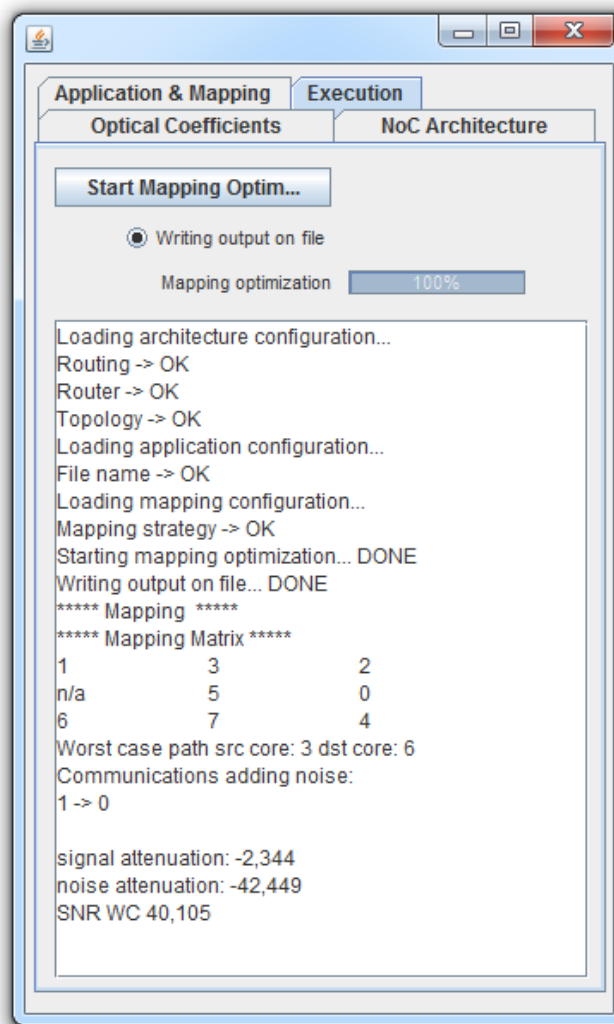 Application & Mapping Execution
Optical Coefficients NoC Architecture
Start Mapping Optim...
Writing output on file
Mapping optimization 100%
Loading architecture configuration...
Routing -> OK
Router -> OK
Topology -> OK
Loading application configuration...
File name -> OK
Loading mapping configuration...
Mapping strategy -> OK
Starting mapping optimization... DONE
Writing output on file... DONE
***** Mapping *****
***** Mapping Matrix *****
1 3 2
n/a 5 0
6 7 4
Worst case path src core: 3 dst core: 6
Communications adding noise:
1 -> 0
signal attenuation: -2,344
noise attenuation: -42,449
SNR WC 40,105